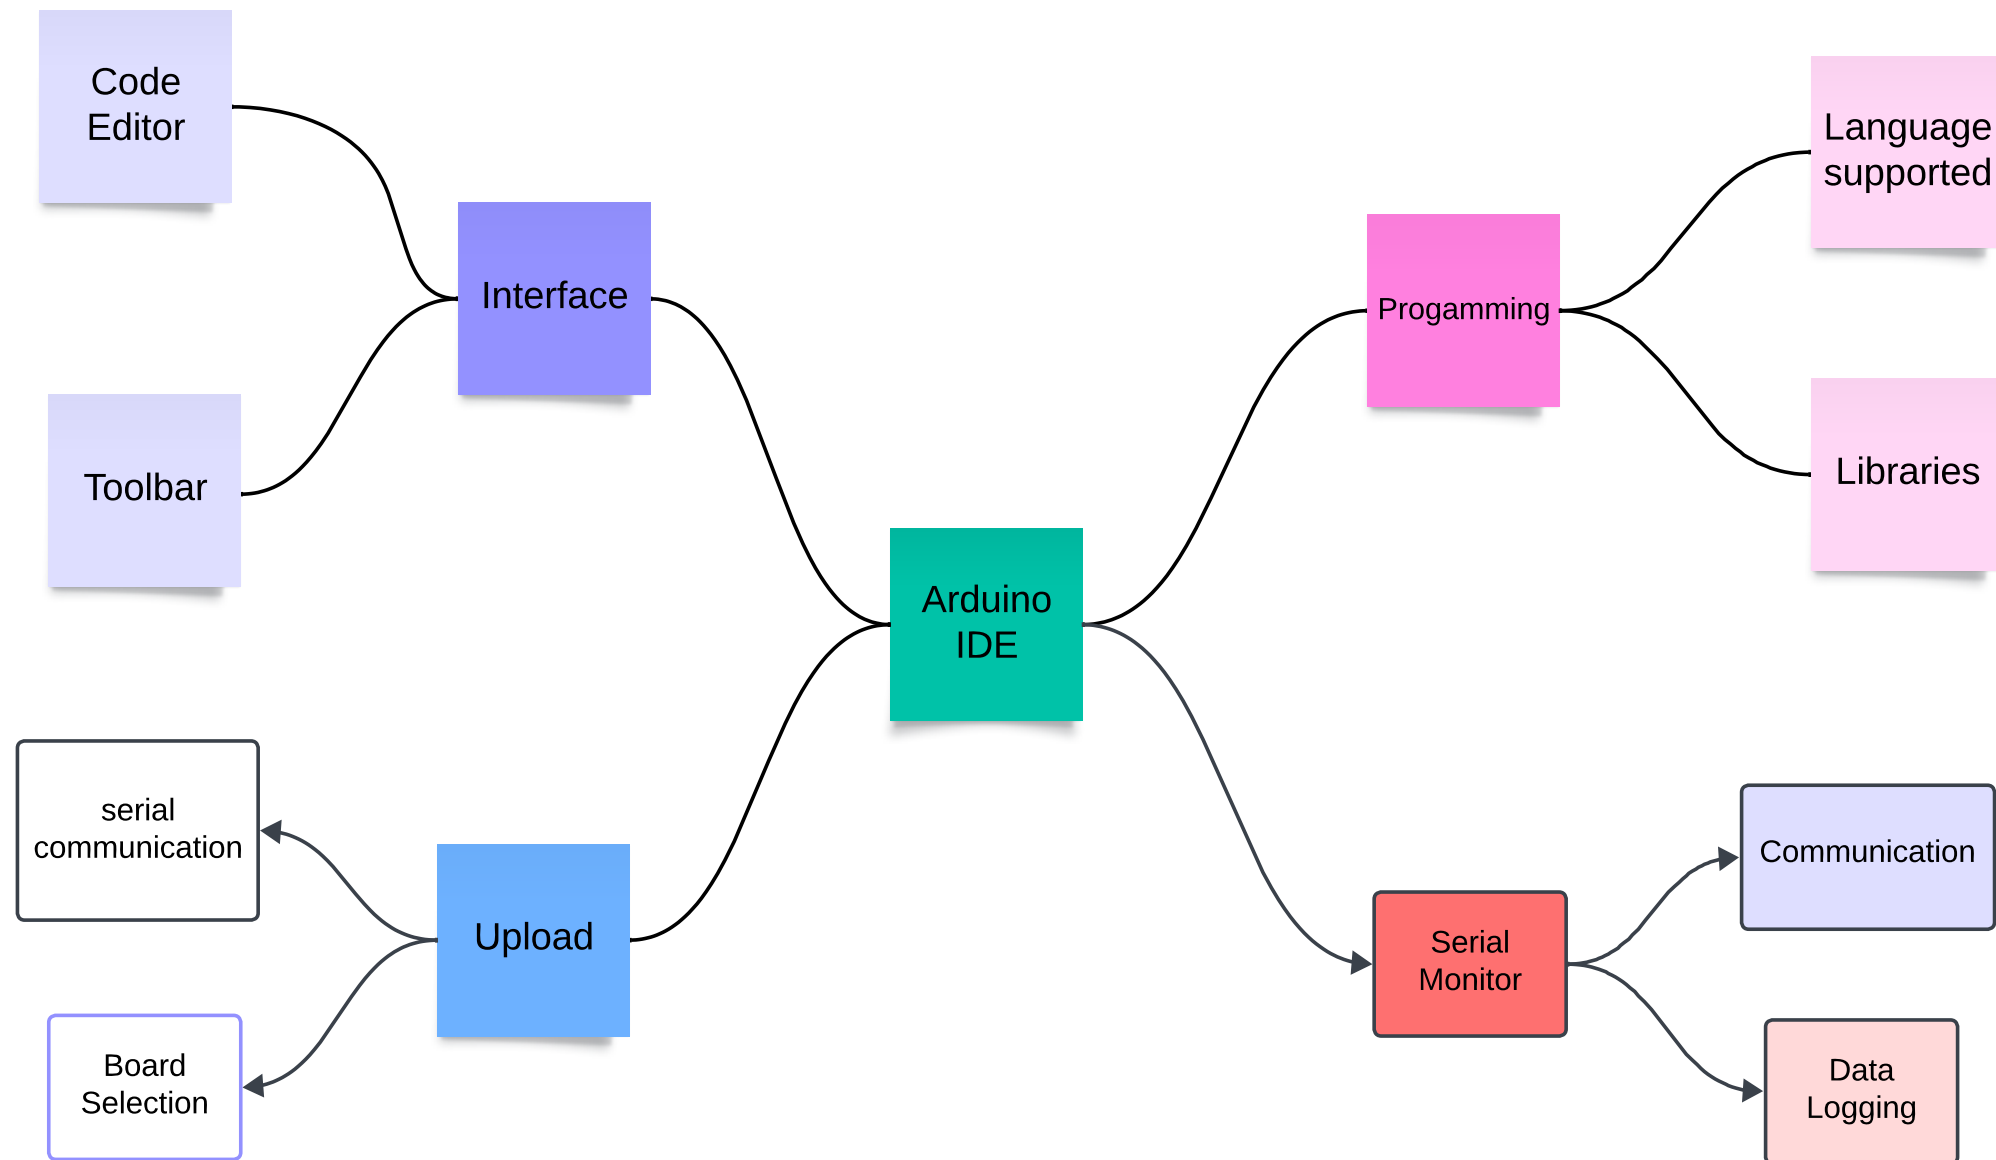 Code
Editor
Interface
Toolbar
Arduino
IDE
Progamming
Language
supported
Libraries
serial
communication
Upload
Board
Selection
Serial
Monitor
Communication
Data
Logging